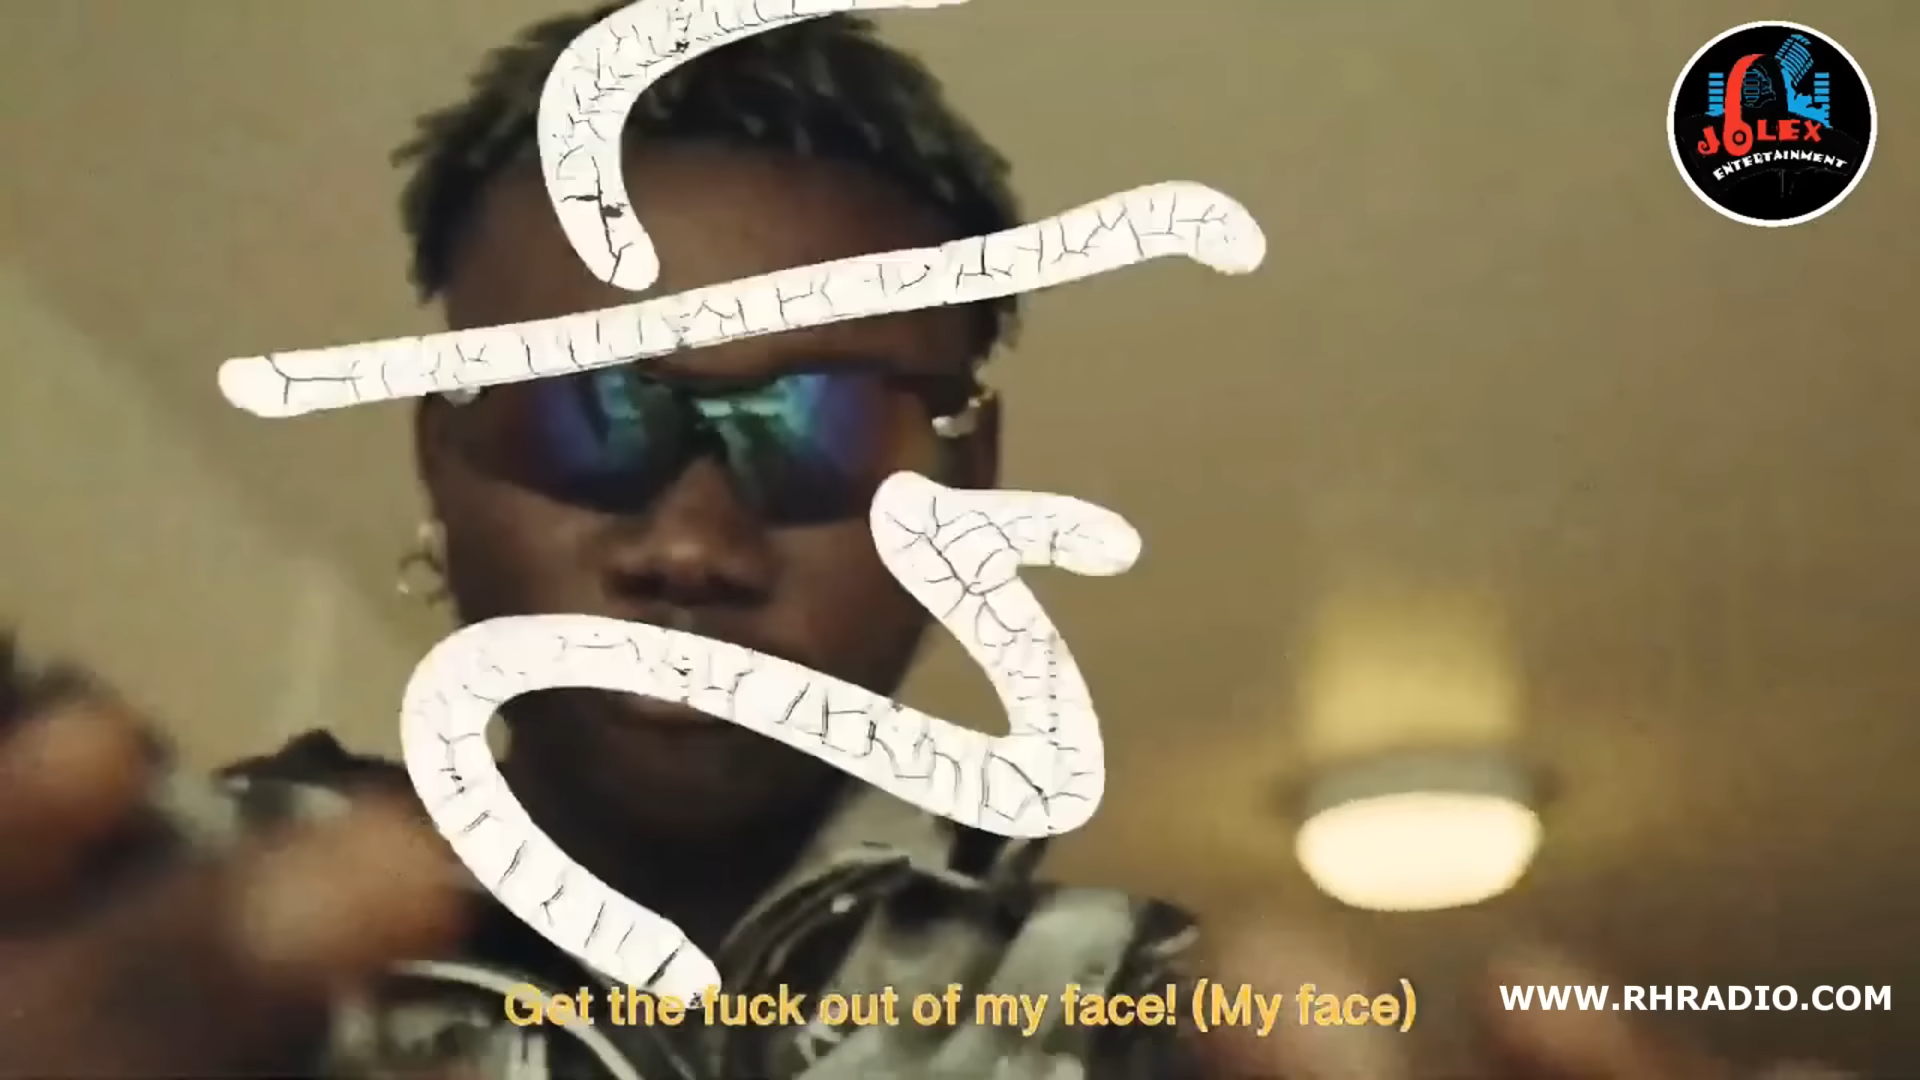 JOLEX
ENTERTAINMENT
Get the fuck out of my face! (My face)
WWW.RHRADIO.COM